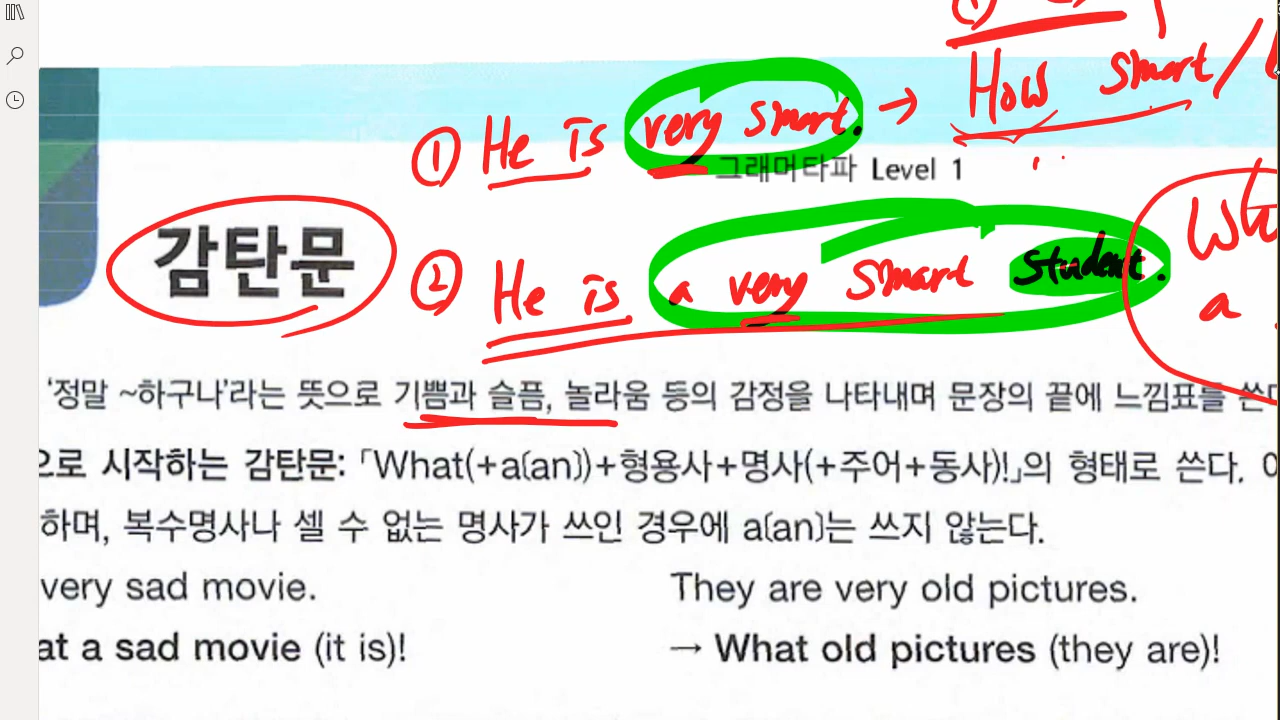 ① He is very smart. → How smart /
그래머타파 Level 1
감탄문
② He is a very smart student.
a
'정말 ~하구나'라는 뜻으로 기쁨과 슬픔, 놀라움 등의 감정을 나타내며 문장의 끝에 느낌표를
으로 시작하는 감탄문: 「What(+a(an))+형용사+명사(+주어+동사)!」의 형태로 쓴다.
하며, 복수명사나 셀 수 없는 명사가 쓰인 경우에 a(an)는 쓰지 않는다.
very sad movie. They are very old pictures.
at a sad movie (it is)! → What old pictures (they are)!